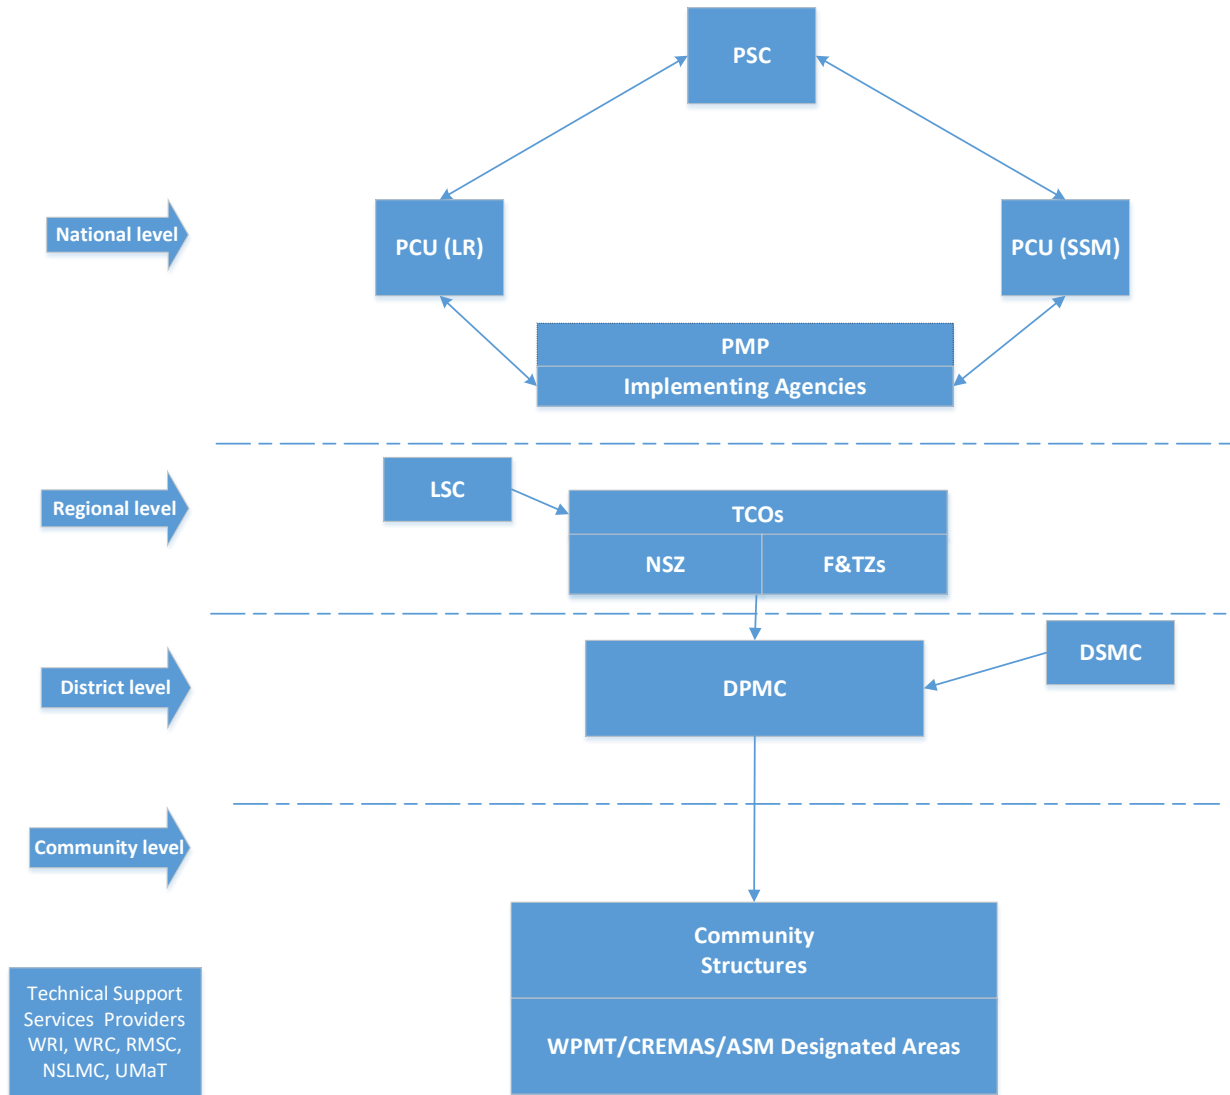 PSC
National level
PCU (LR)
PCU (SSM)
PMP
Implementing Agencies
Regional level
LSC
TCOs
NSZ
F&TZs
District level
DPMC
DSMC
Community level
Community
Structures
WPMT/CREMAS/ASM Designated Areas
Technical Support
Services Providers
WRI, WRC, RMSC,
NSLMC, UMaT